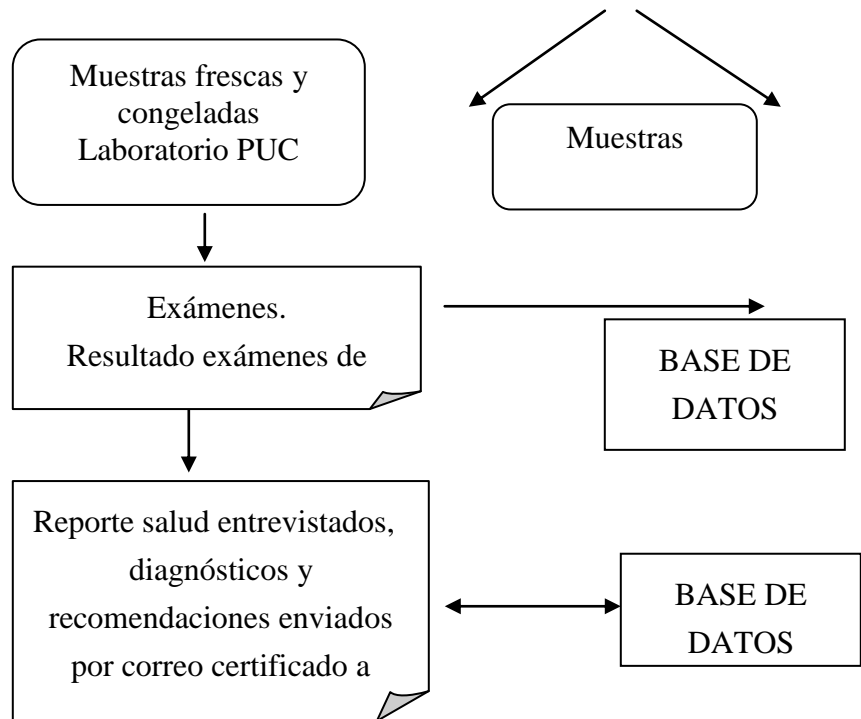 Muestras frescas y
congeladas
Laboratorio PUC
Muestras
Exámenes.
Resultado exámenes de
BASE DE
DATOS
Reporte salud entrevistados,
diagnósticos y
recomendaciones enviados
por correo certificado a
BASE DE
DATOS